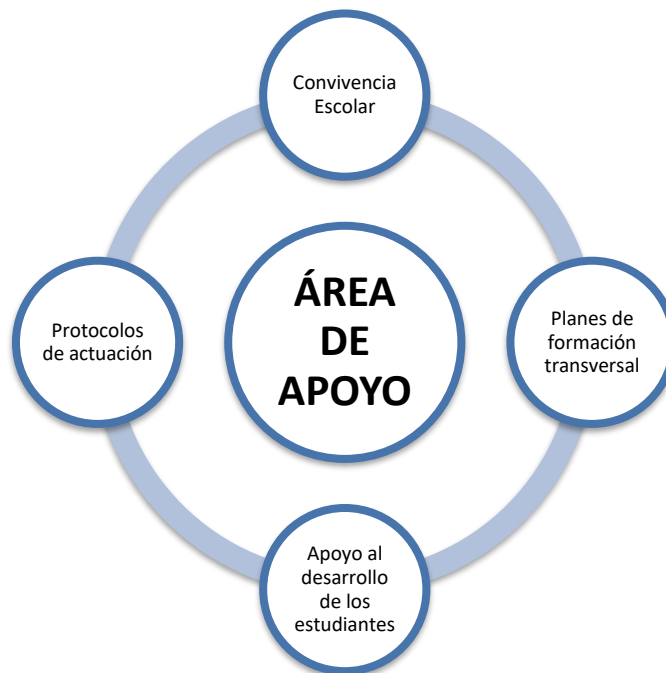 Convivencia
Escolar
ÁREA
DE
APOYO
Protocolos
de actuación
Planes de
formación
transversal
Apoyo al
desarrollo
de los
estudiantes